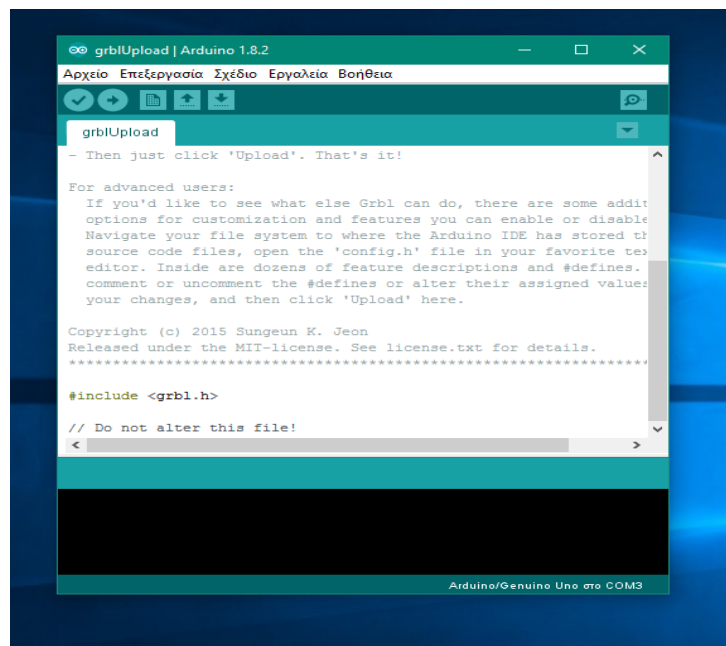 grblUpload | Arduino 1.8.2
Αρχείο Επεξεργασία Σχέδιο Εργαλεία Βοήθεια
grblUpload
- Then just click 'Upload'. That's it!
For advanced users:
If you'd like to see what else Grbl can do, there are some addit
options for customization and features you can enable or disable
Navigate your file system to where the Arduino IDE has stored th
source code files, open the 'config.h' file in your favorite tex
editor. Inside are dozens of feature descriptions and #defines.
comment or uncomment the #defines or alter their assigned values
your changes, and then click 'Upload' here.
Copyright (c) 2015 Sungeun K. Jeon
Released under the MIT-license. See license.txt for details.
***********************************************************************
#include <grbl.h>
// Do not alter this file!
Arduino/Genuino Uno στο COM3